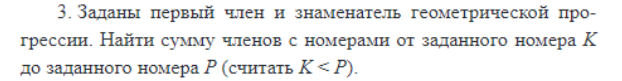 3. Заданы первый член и знаменатель геометрической про-
грессии. Найти сумму членов с номерами от заданного номера K
до заданного номера P (считать K < P).